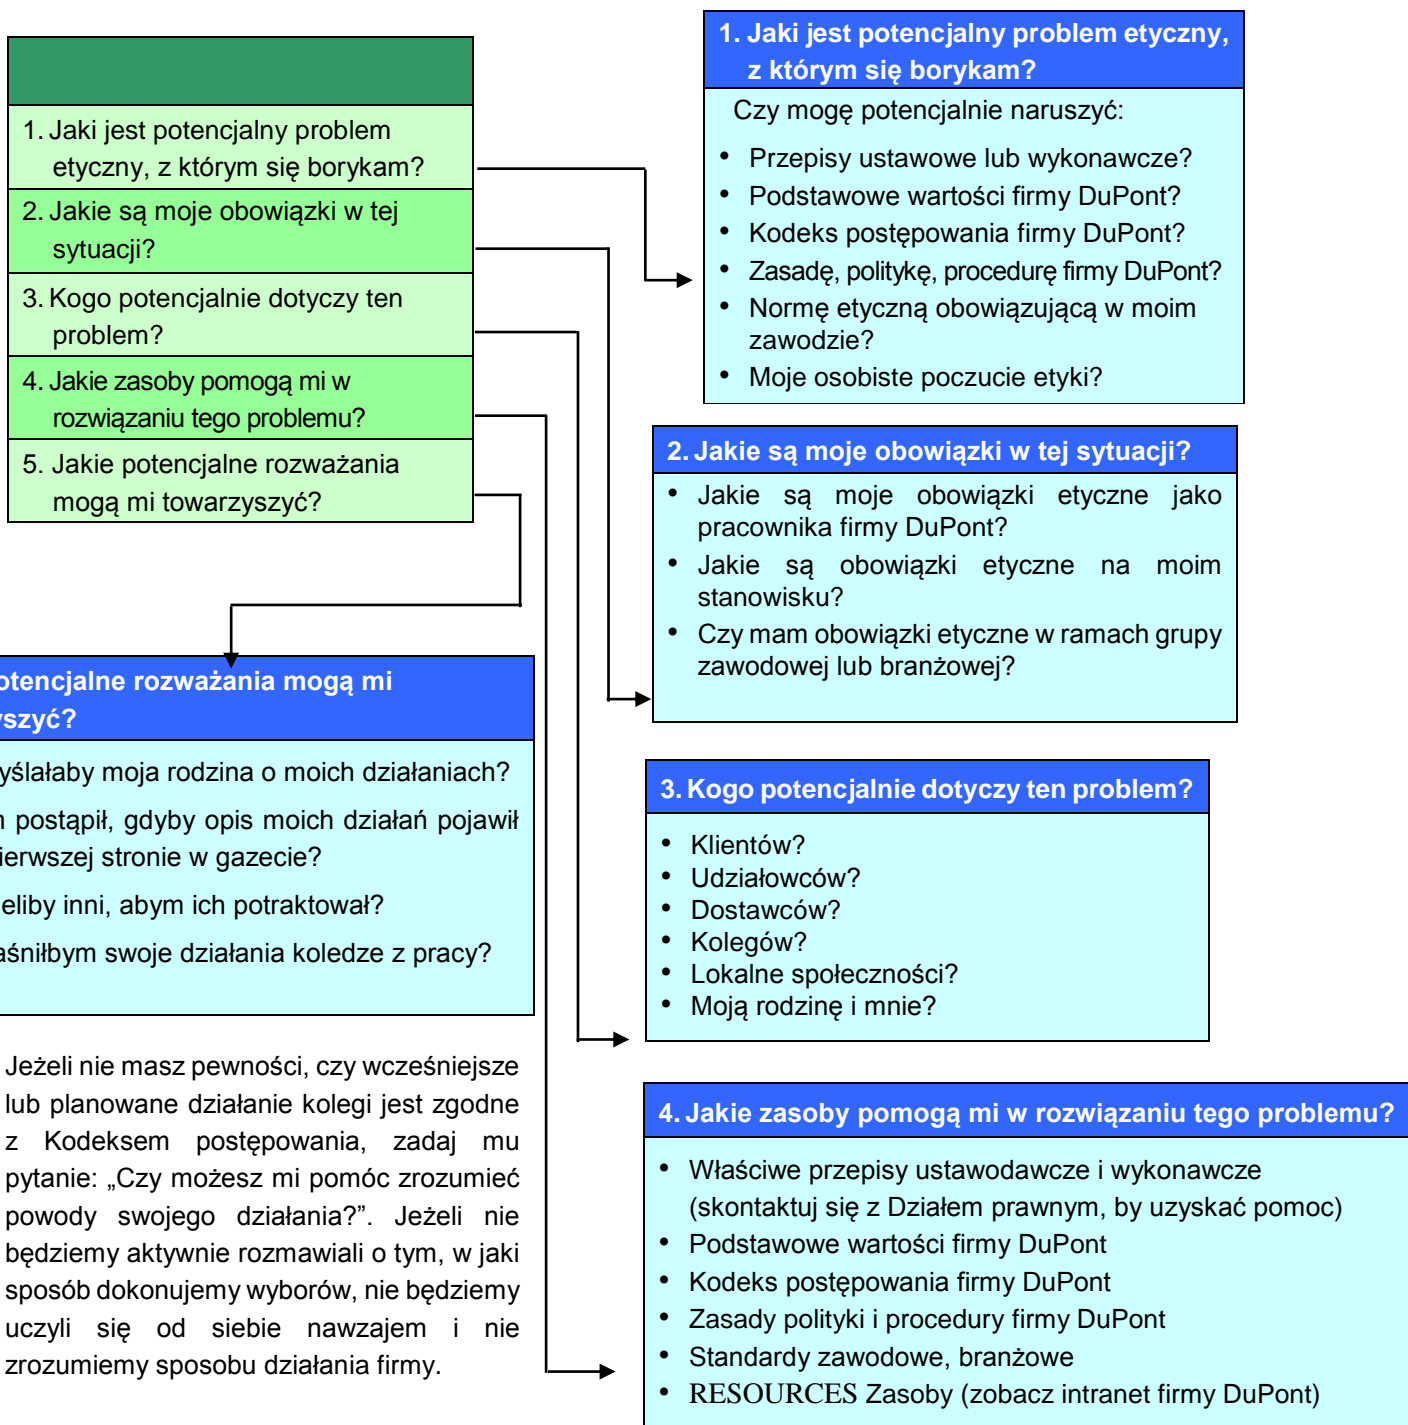 1. Jaki jest potencjalny problem
etyczny, z którym się borykam?
2. Jakie są moje obowiązki w tej
sytuacji?
3. Kogo potencjalnie dotyczy ten
problem?
4. Jakie zasoby pomogą mi w
rozwiązaniu tego problemu?
5. Jakie potencjalne rozważania
mogą mi towarzyszyć?
1. Jaki jest potencjalny problem etyczny,
z którym się borykam?
Czy mogę potencjalnie naruszyć:
• Przepisy ustawowe lub wykonawcze?
• Podstawowe wartości firmy DuPont?
• Kodeks postępowania firmy DuPont?
• Zasadę, politykę, procedurę firmy DuPont?
• Normę etyczną obowiązującą w moim
zawodzie?
• Moje osobiste poczucie etyki?
2. Jakie są moje obowiązki w tej sytuacji?
• Jakie są moje obowiązki etyczne jako
pracownika firmy DuPont?
• Jakie są obowiązki etyczne na moim
stanowisku?
• Czy mam obowiązki etyczne w ramach grupy
zawodowej lub branżowej?
3. Kogo potencjalnie dotyczy ten problem?
• Klientów?
• Udziałowców?
• Dostawców?
• Kolegów?
• Lokalne społeczności?
• Moją rodzinę i mnie?
4. Jakie zasoby pomogą mi w rozwiązaniu tego problemu?
• Właściwe przepisy ustawodawcze i wykonawcze
(skontaktuj się z Działem prawnym, by uzyskać pomoc)
• Podstawowe wartości firmy DuPont
• Kodeks postępowania firmy DuPont
• Zasady polityki i procedury firmy DuPont
• Standardy zawodowe, branżowe
• RESOURCES Zasoby (zobacz intranet firmy DuPont)
otencjalne rozważania mogą mi
yszyć?
yślałaby moja rodzina o moich działaniach?
postąpił, gdyby opis moich działań pojawił
ierwszej stronie w gazecie?
eliby inni, abym ich potraktował?
aśniłbym swoje działania koledze z pracy?
Jeżeli nie masz pewności, czy wcześniejsze
lub planowane działanie kolegi jest zgodne
z Kodeksem postępowania, zadaj mu
pytanie: „Czy możesz mi pomóc zrozumieć
powody swojego działania?”. Jeżeli nie
będziemy aktywnie rozmawiali o tym, w jaki
sposób dokonujemy wyborów, nie będziemy
uczyli się od siebie nawzajem i nie
zrozumiemy sposobu działania firmy.